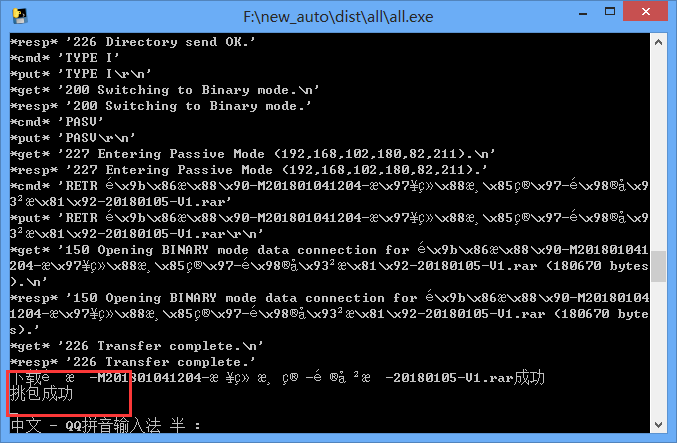 F:\new_auto\dist\all\all.exe
*resp* '226 Directory send OK.'
*cmd* 'TYPE I'
*put* 'TYPE I\r\n'
*get* '200 Switching to Binary mode.\n'
*resp* '200 Switching to Binary mode.'
*cmd* 'PASV'
*put* 'PASV\r\n'
*get* '227 Entering Passive Mode (192,168,102,180,82,211).\n'
*resp* '227 Entering Passive Mode (192,168,102,180,82,211).'
*cmd* 'RETR é\x9b\x86æ\x88\x90-M201801041204-æ\x97¥ç»\x88æ¸\x85ç®\x97-é\x98®å\x9
3²æ\x81\x92-20180105-V1.rar'
*put* 'RETR é\x9b\x86æ\x88\x90-M201801041204-æ\x97¥ç»\x88æ¸\x85ç®\x97-é\x98®å\x9
3²æ\x81\x92-20180105-V1.rar\r\n'
*get* '150 Opening BINARY mode data connection for é\x9b\x86æ\x88\x90-M201801041
204-æ\x97¥ç»\x88æ¸\x85ç®\x97-é\x98®å\x93²æ\x81\x92-20180105-V1.rar (180670 bytes
).\n'
*resp* '150 Opening BINARY mode data connection for é\x9b\x86æ\x88\x90-M20180104
1204-æ\x97¥ç»\x88æ¸\x85ç®\x97-é\x98®å\x93²æ\x81\x92-20180105-V1.rar (180670 byte
s).'
*get* '226 Transfer complete.\n'
*resp* '226 Transfer complete.'
下载é æ -M201801041204-æ ¥ç» æ¸ ç® -é ®å ²æ -20180105-V1.rar成功
挑包成功
中文 - QQ拼音输入法 半 :